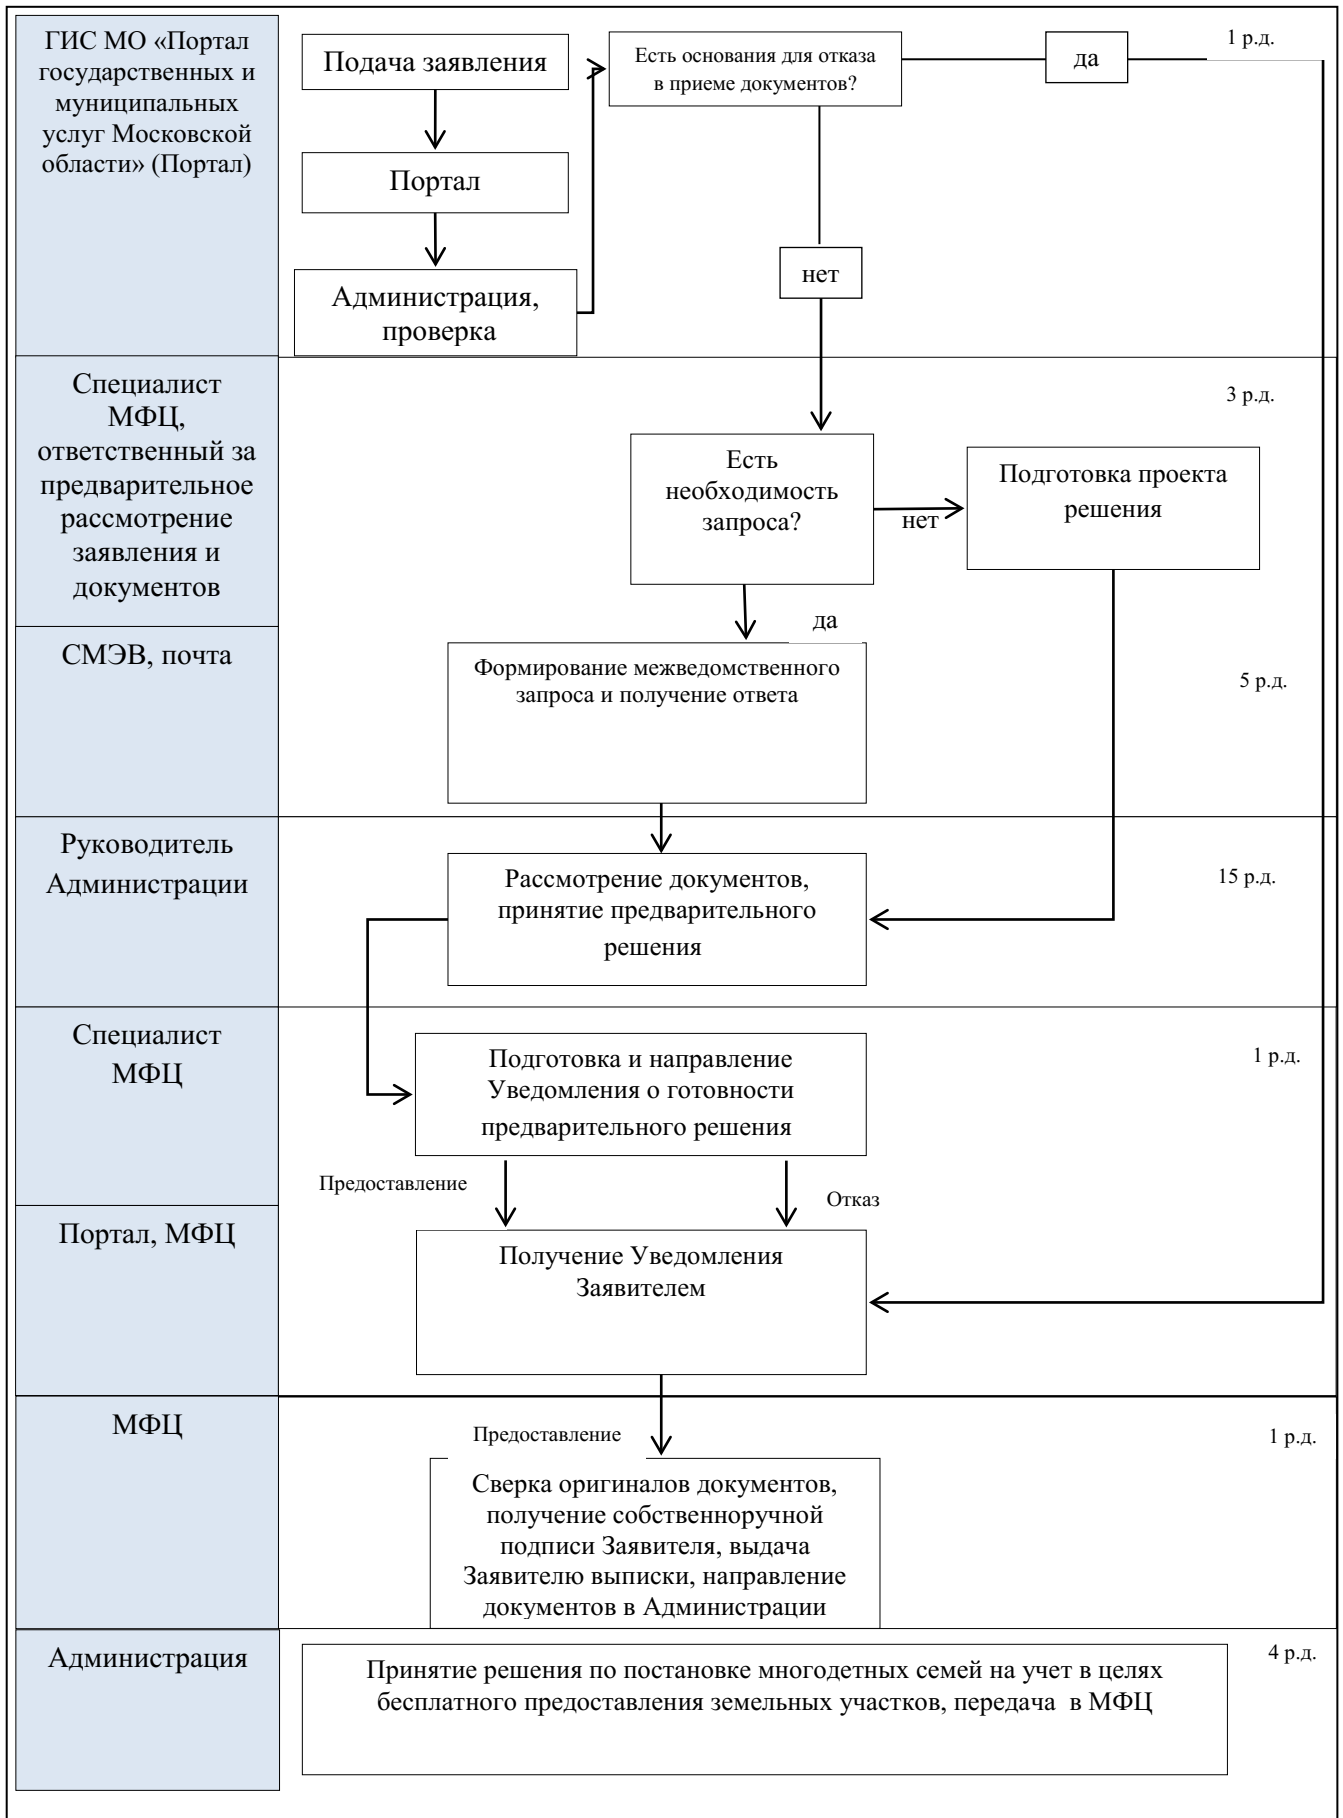 ГИС МО «Портал
государственных и
муниципальных
услуг Московской
области» (Портал)
Подача заявления
Портал
Администрация,
проверка
Есть основания для отказа
в приеме документов?
да
1 р.д.
нет
Специалист
МФЦ,
ответственный за
предварительное
рассмотрение
заявления и
документов
3 р.д.
Есть
необходимость
запроса?
нет
Подготовка проекта
решения
да
СМЭВ, почта
Формирование межведомственного
запроса и получение ответа
5 р.д.
Руководитель
Администрации
Рассмотрение документов,
принятие предварительного
решения
15 р.д.
Специалист
МФЦ
Подготовка и направление
Уведомления о готовности
предварительного решения
1 р.д.
Предоставление
Отказ
Портал, МФЦ
Получение Уведомления
Заявителем
МФЦ
Предоставление
1 р.д.
Сверка оригиналов документов,
получение собственноручной
подписи Заявителя, выдача
Заявителю выписки, направление
документов в Администрации
Администрация
Принятие решения по постановке многодетных семей на учет в целях
бесплатного предоставления земельных участков, передача  в МФЦ
4 р.д.